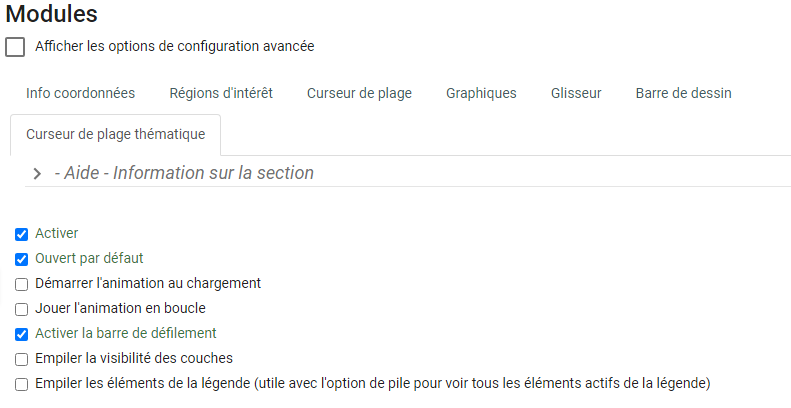 Modules
Afficher les options de configuration avancée
Info coordonnées Régions d'intérêt Curseur de plage Graphiques Glisseur Barre de dessin
Curseur de plage thématique
- Aide - Information sur la section
Activer
Ouvert par défaut
Démarrer l'animation au chargement
Jouer l'animation en boucle
Activer la barre de défilement
Empiler la visibilité des couches
Empiler les éléments de la légende (utile avec l'option de pile pour voir tous les éléments actifs de la légende)